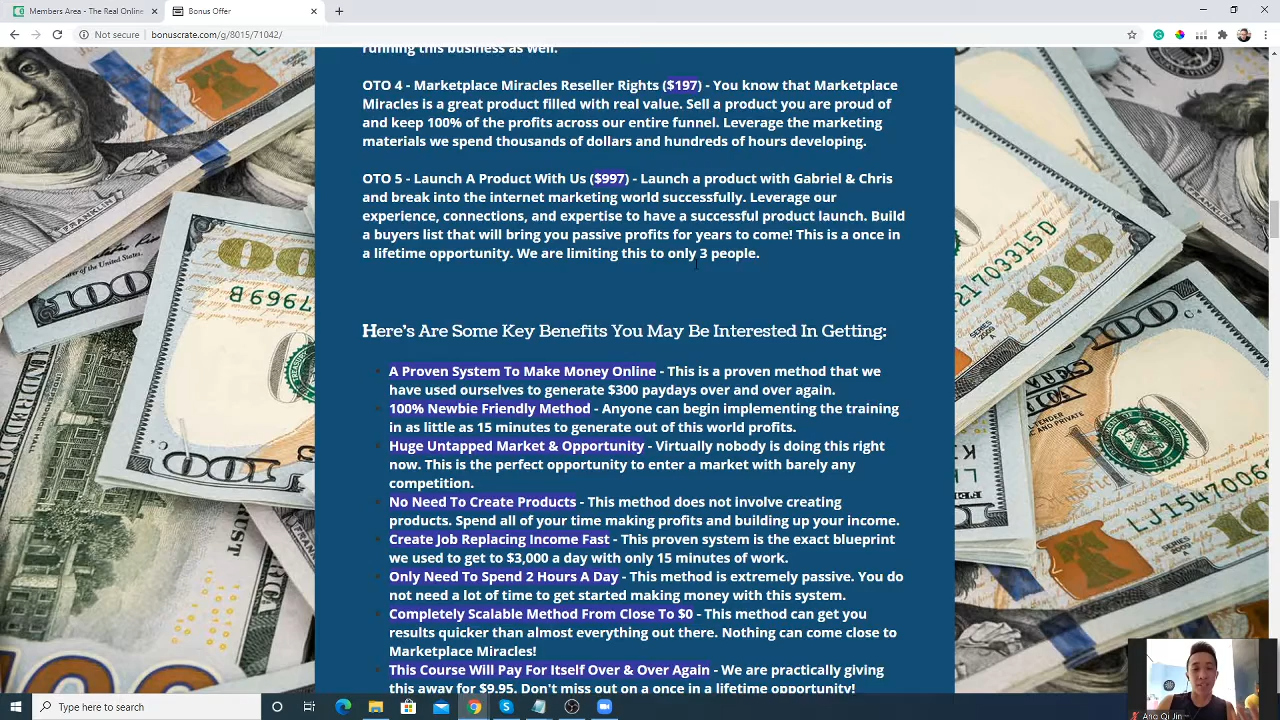 Members Area - The Real Online
Bonus Offer
Not secure
bonuscrate.com/g/8015/71042/
running this business as well.
OTO 4 - Marketplace Miracles Reseller Rights ($197) - You know that Marketplace
Miracles is a great product filled with real value. Sell a product you are proud of
and keep 100% of the profits across our entire funnel. Leverage the marketing
materials we spend thousands of dollars and hundreds of hours developing.
OTO 5 - Launch A Product With Us ($997) - Launch a product with Gabriel & Chris
and break into the internet marketing world successfully. Leverage our
experience, connections, and expertise to have a successful product launch. Build
a buyers list that will bring you passive profits for years to come! This is a once in
a lifetime opportunity. We are limiting this to only 3 people.
Here's Are Some Key Benefits You May Be Interested In Getting:
A Proven System To Make Money Online - This is a proven method that we
have used ourselves to generate $300 paydays over and over again.
100% Newbie Friendly Method - Anyone can begin implementing the training
in as little as 15 minutes to generate out of this world profits.
Huge Untapped Market & Opportunity - Virtually nobody is doing this right
now. This is the perfect opportunity to enter a market with barely any
competition.
No Need To Create Products - This method does not involve creating
products. Spend all of your time making profits and building up your income.
Create Job Replacing Income Fast - This proven system is the exact blueprint
we used to get to $3,000 a day with only 15 minutes of work.
Only Need To Spend 2 Hours A Day - This method is extremely passive. You do
not need a lot of time to get started making money with this system.
Completely Scalable Method From Close To $0 - This method can get you
results quicker than almost everything out there. Nothing can come close to
Marketplace Miracles!
This Course Will Pay For Itself Over & Over Again - We are practically giving
this away for $9.95. Don't miss out on a once in a lifetime opportunity!
FRANKLIN
100
7969B
217033315D
100
LJ154707
Type here to search
Ang Qi Jin